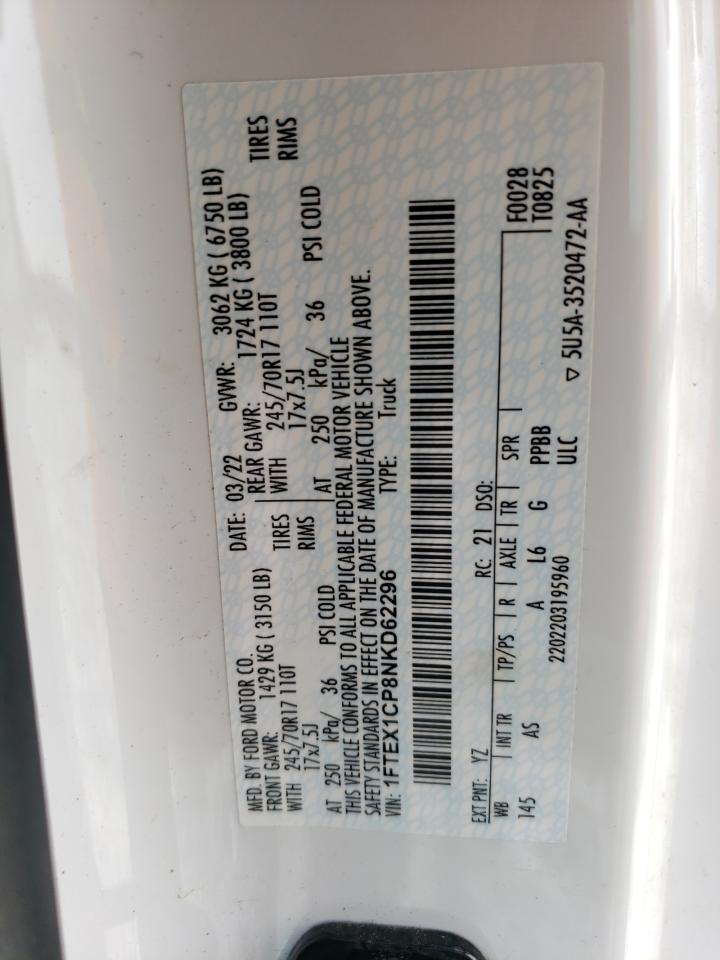 MFD. BY FORD MOTOR CO. DATE: 03/22 GVWR: 3062 KG ( 6750 LB)
FRONT GAWR: 1429 KG ( 3150 LB) REAR GAWR: 1724 KG ( 3800 LB)
WITH 245/70R17 110T TIRES WITH 245/70R17 110T TIRES
17x7.5J RIMS 17x7.5J RIMS
AT 250 kPa/ 36 PSI COLD AT 250 kPa/ 36 PSI COLD
THIS VEHICLE CONFORMS TO ALL APPLICABLE FEDERAL MOTOR VEHICLE
SAFETY STANDARDS IN EFFECT ON THE DATE OF MANUFACTURE SHOWN ABOVE.
VIN: 1FTEX1CP8NKD62296 TYPE: Truck
EXT PNT: YZ RC: 21 DSO: F0028
WB INT TR TP/PS R AXLE TR SPR T0825
145 AS A L6 G PPBB
2202203195960 ULC ▽ 5U5A-3520472-AA